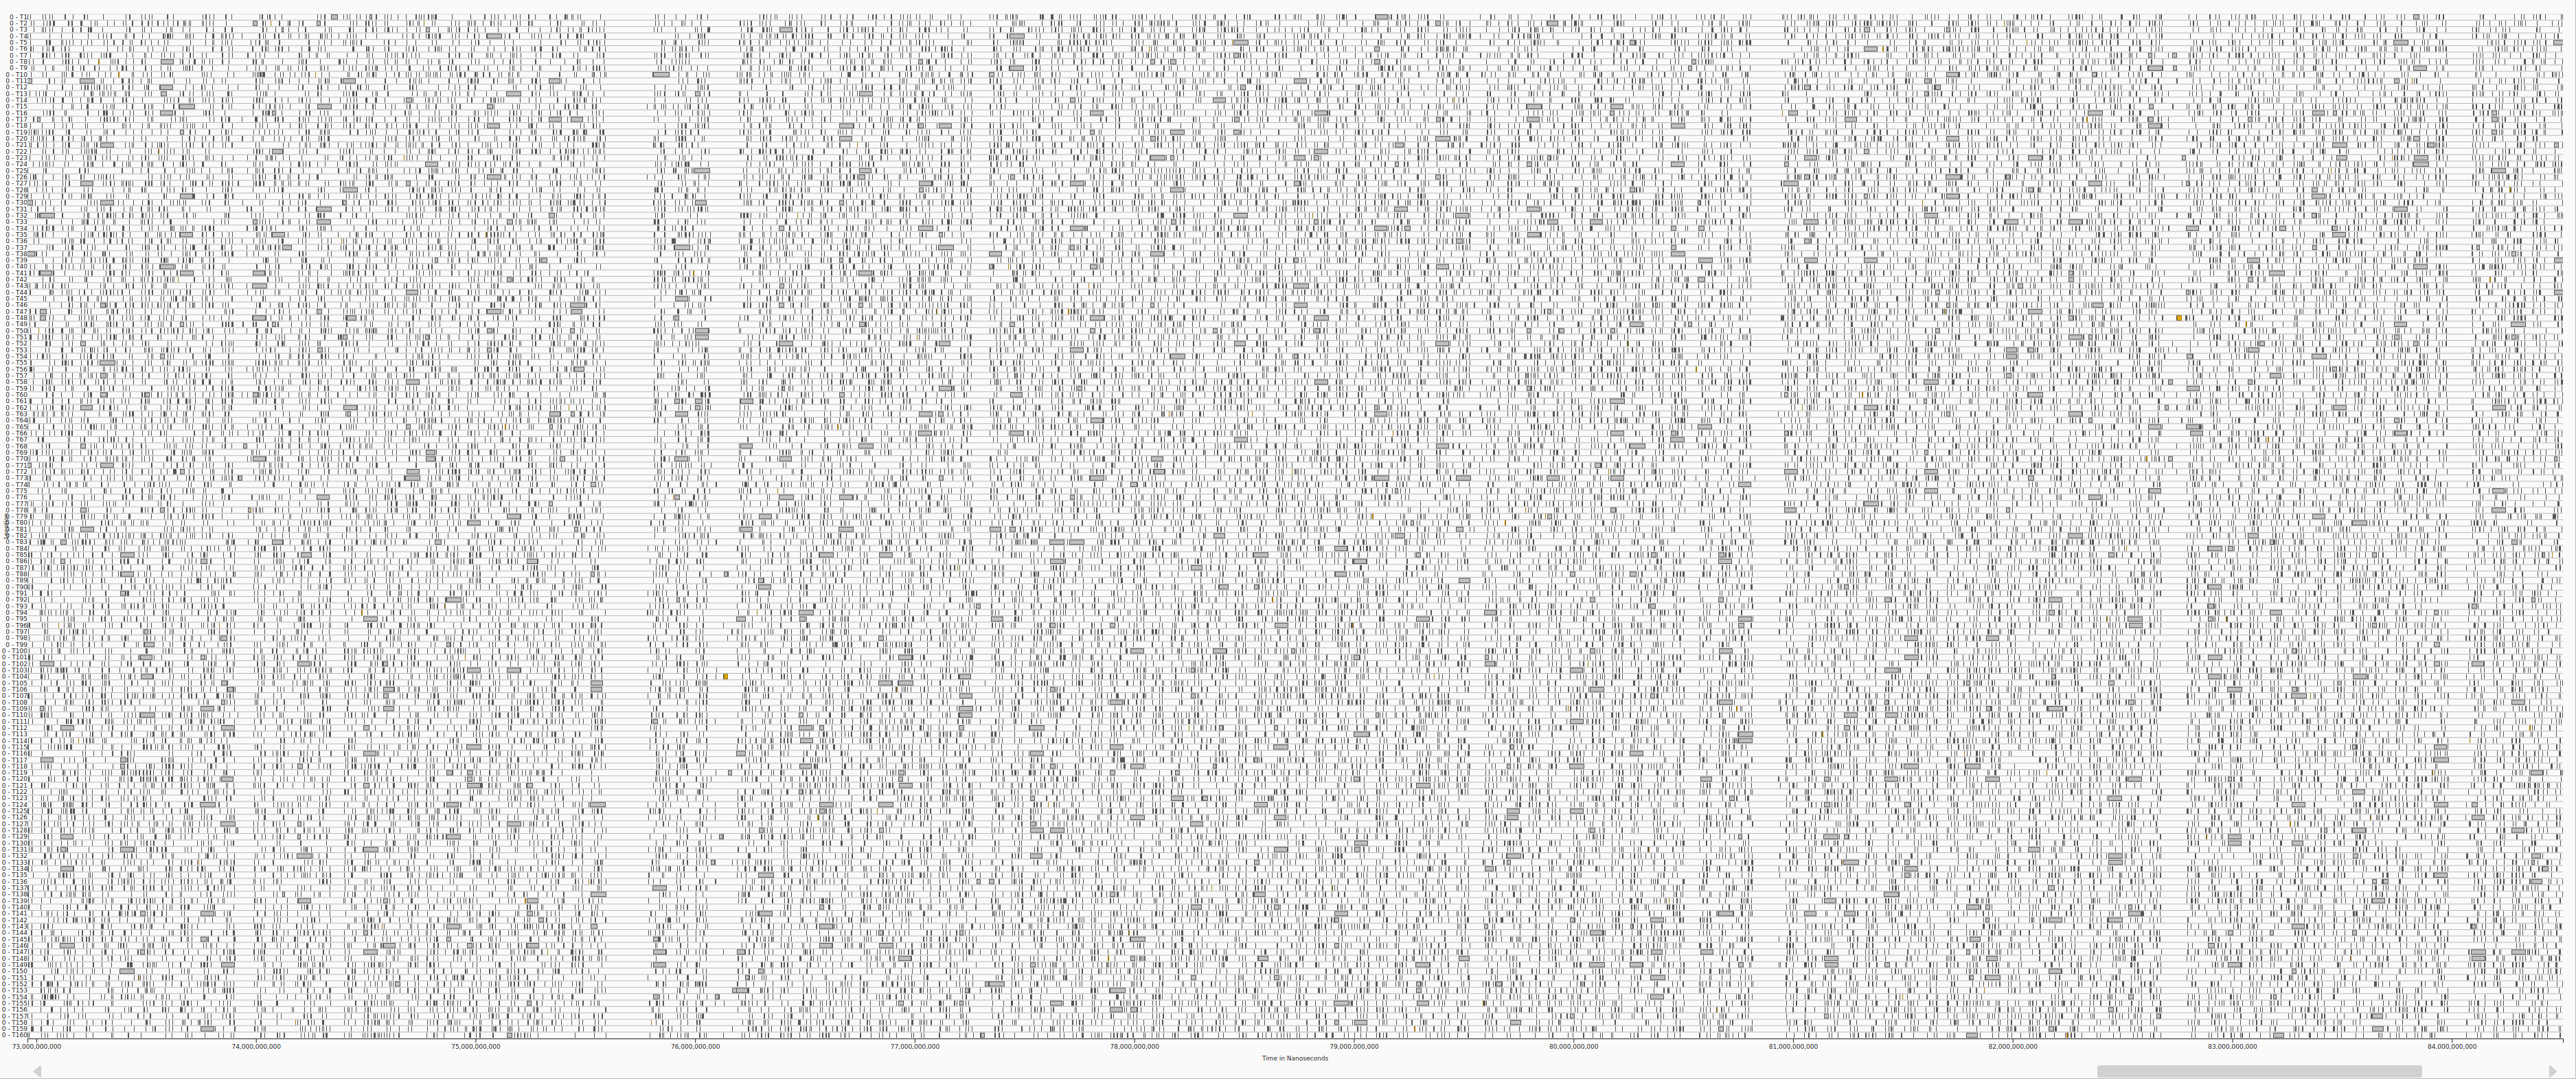 0 - T1
0 - T2
0 - T3
0 - T4
0 - T5
0 - T6
0 - T7
0 - T8
0 - T9
0 - T10
0 - T11
0 - T12
0 - T13
0 - T14
0 - T15
0 - T16
0 - T17
0 - T18
0 - T19
0 - T20
0 - T21
0 - T22
0 - T23
0 - T24
0 - T25
0 - T26
0 - T27
0 - T28
0 - T29
0 - T30
0 - T31
0 - T32
0 - T33
0 - T34
0 - T35
0 - T36
0 - T37
0 - T38
0 - T39
0 - T40
0 - T41
0 - T42
0 - T43
0 - T44
0 - T45
0 - T46
0 - T47
0 - T48
0 - T49
0 - T50
0 - T51
0 - T52
0 - T53
0 - T54
0 - T55
0 - T56
0 - T57
0 - T58
0 - T59
0 - T60
0 - T61
0 - T62
0 - T63
0 - T64
0 - T65
0 - T66
0 - T67
0 - T68
0 - T69
0 - T70
0 - T71
0 - T72
0 - T73
0 - T74
0 - T75
0 - T76
0 - T77
0 - T78
0 - T79
0 - T80
0 - T81
0 - T82
0 - T83
0 - T84
0 - T85
0 - T86
0 - T87
0 - T88
0 - T89
0 - T90
0 - T91
0 - T92
0 - T93
0 - T94
0 - T95
0 - T96
0 - T97
0 - T98
0 - T99
0 - T100
0 - T101
0 - T102
0 - T103
0 - T104
0 - T105
0 - T106
0 - T107
0 - T108
0 - T109
0 - T110
0 - T111
0 - T112
0 - T113
0 - T114
0 - T115
0 - T116
0 - T117
0 - T118
0 - T119
0 - T120
0 - T121
0 - T122
0 - T123
0 - T124
0 - T125
0 - T126
0 - T127
0 - T128
0 - T129
0 - T130
0 - T131
0 - T132
0 - T133
0 - T134
0 - T135
0 - T136
0 - T137
0 - T138
0 - T139
0 - T140
0 - T141
0 - T142
0 - T143
0 - T144
0 - T145
0 - T146
0 - T147
0 - T148
0 - T149
0 - T150
0 - T151
0 - T152
0 - T153
0 - T154
0 - T155
0 - T156
0 - T157
0 - T158
0 - T159
0 - T160
73,000,000,000 74,000,000,000 75,000,000,000 76,000,000,000 77,000,000,000 78,000,000,000 79,000,000,000 80,000,000,000 81,000,000,000 82,000,000,000 83,000,000,000 84,000,000,000
Time in Nanoseconds